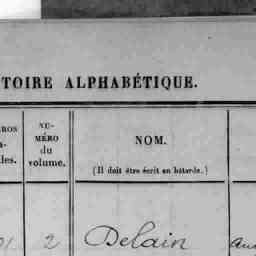 TOIRE ALPHABÉTIQUE.
NU-
MÉRO
du
volume.
NOM.
(Il doit être écrit en bâtarde.)
2 Delain